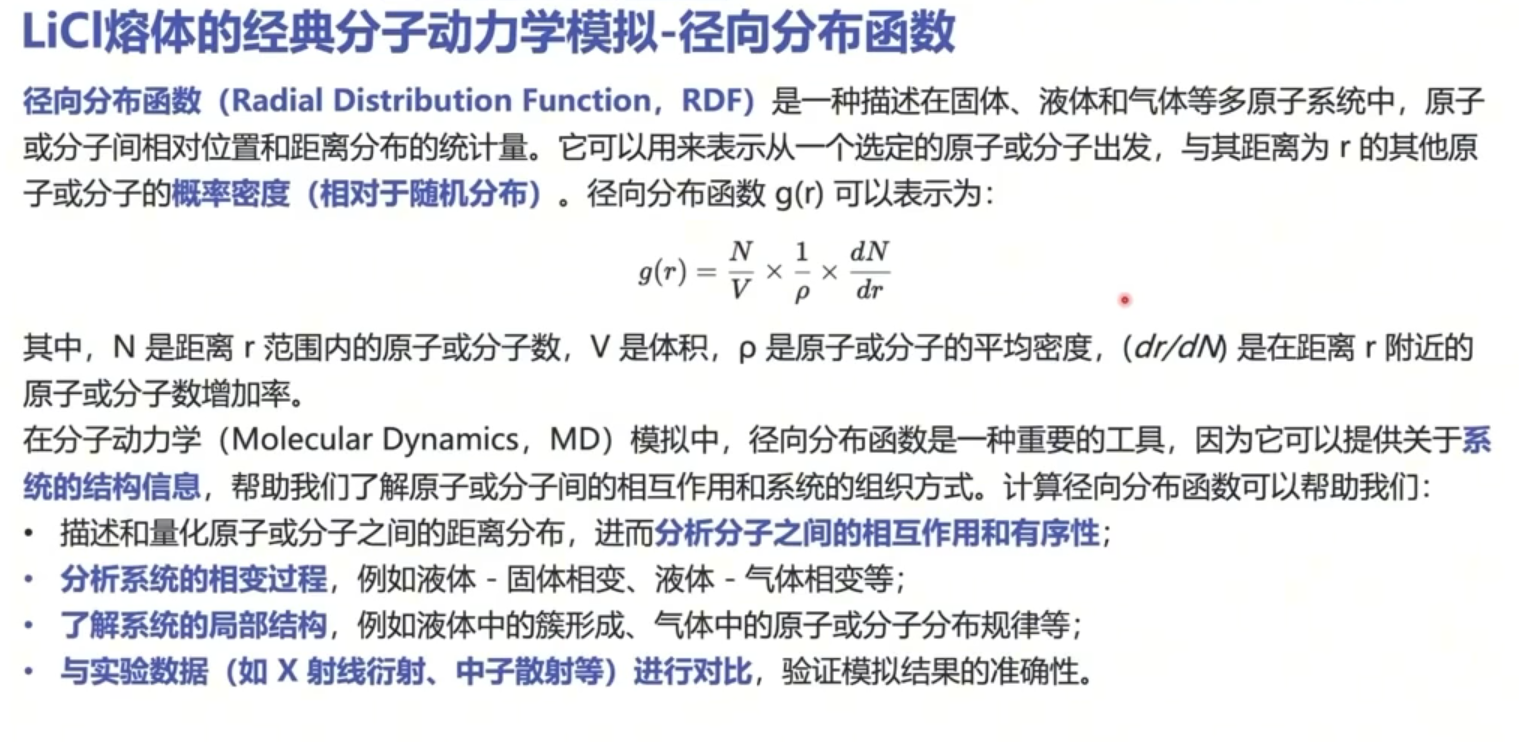 LiCl熔体的经典分子动力学模拟-径向分布函数
径向分布函数（Radial Distribution Function，RDF）是一种描述在固体、液体和气体等多原子系统中，原子
或分子间相对位置和距离分布的统计量。它可以用来表示从一个选定的原子或分子出发，与其距离为 r 的其他原
子或分子的概率密度（相对于随机分布）。径向分布函数 g(r) 可以表示为：
g(r) = N/V × 1/ρ × dN/dr
其中，N 是距离 r 范围内的原子或分子数，V 是体积，ρ 是原子或分子的平均密度，(dr/dN) 是在距离 r 附近的
原子或分子数增加率。
在分子动力学（Molecular Dynamics，MD）模拟中，径向分布函数是一种重要的工具，因为它可以提供关于系
统的结构信息，帮助我们了解原子或分子间的相互作用和系统的组织方式。计算径向分布函数可以帮助我们：
• 描述和量化原子或分子之间的距离分布，进而分析分子之间的相互作用和有序性；
• 分析系统的相变过程，例如液体 - 固体相变、液体 - 气体相变等；
• 了解系统的局部结构，例如液体中的簇形成、气体中的原子或分子分布规律等；
• 与实验数据（如 X 射线衍射、中子散射等）进行对比，验证模拟结果的准确性。